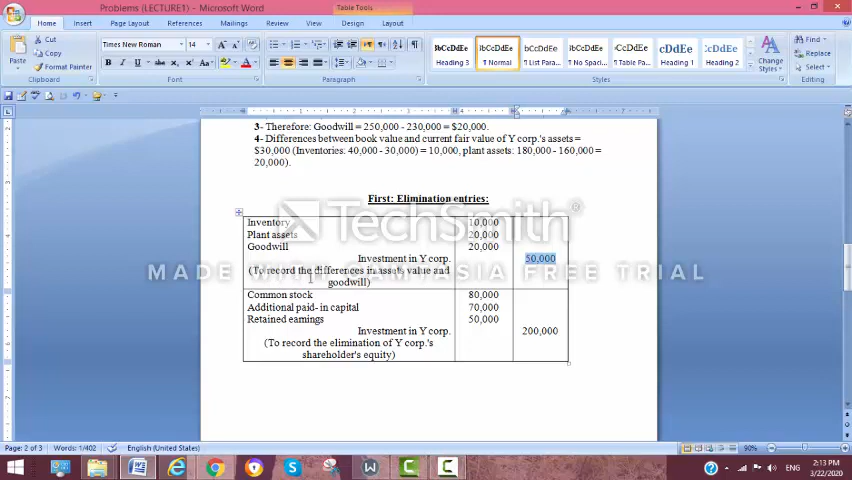 Problems (LECTURE1) - Microsoft Word
Table Tools
Home Insert Page Layout References Mailings Review View Design Layout
Cut
Copy
Format Painter
Paste
Clipboard
Times New Roman 14
Font
Paragraph
Heading 3
¶ Normal
¶ List Para...
¶ No Spaci...
¶ Table Pa...
Heading 1
Heading 2
Change Styles
Styles
Find
Replace
Select
Editing
3- Therefore: Goodwill = 250,000 - 230,000 = $20,000.
4- Differences between book value and current fair value of Y corp.'s assets =
$30,000 (Inventories: 40,000 - 30,000) = 10,000, plant assets: 180,000 - 160,000 =
20,000).
First: Elimination entries:
Inventory 10,000
Plant assets 20,000
Goodwill 20,000
Investment in Y corp. 50,000
(To record the differences in assets value and
goodwill)
Common stock 80,000
Additional paid- in capital 70,000
Retained earnings 50,000
Investment in Y corp. 200,000
(To record the elimination of Y corp.'s
shareholder's equity)
TechSmith®
MADE WITH CAMTASIA FREE TRIAL
Page: 2 of 3 Words: 1/402 English (United States) 90%
ENG
2:13 PM
3/22/2020